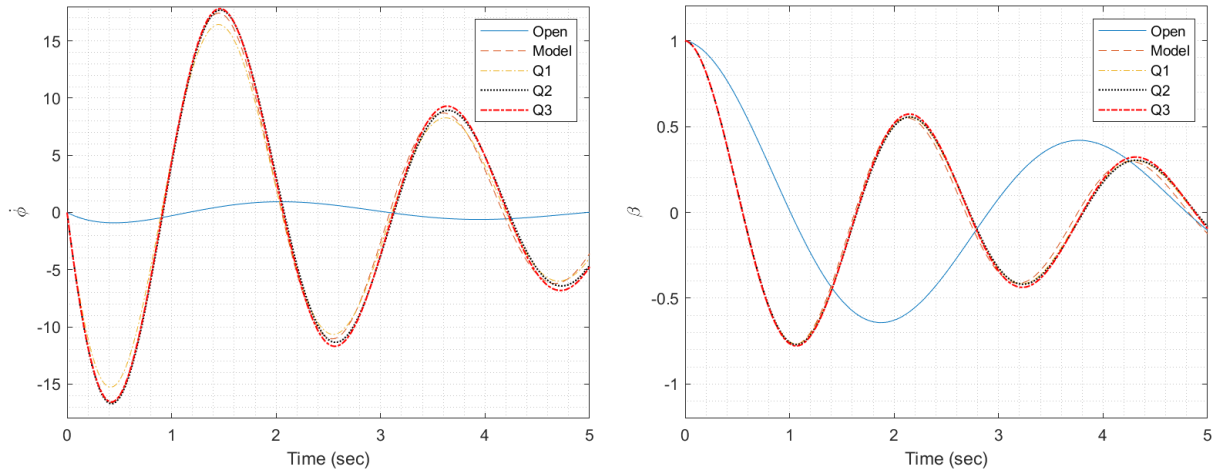 15
10
5
0
-5
-10
-15
φ̇
0 1 2 3 4 5
Time (sec)
Open
Model
Q1
Q2
Q3
1
0.5
0
-0.5
-1
β
0 1 2 3 4 5
Time (sec)
Open
Model
Q1
Q2
Q3